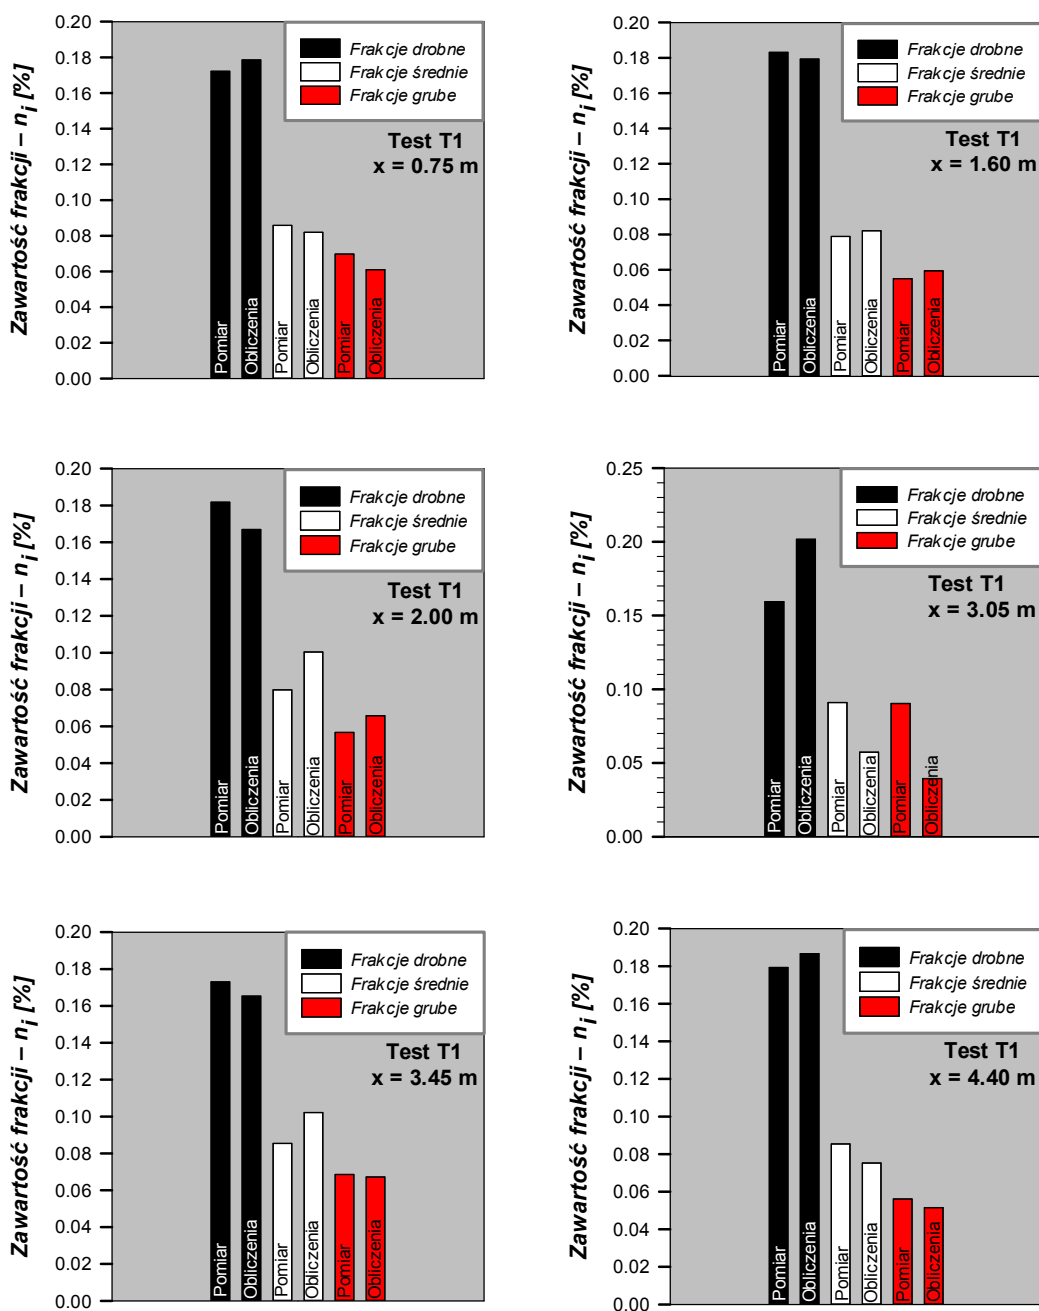 Zawartość frakcji – n_i [%]
0.20
0.18
0.16
0.14
0.12
0.10
0.08
0.06
0.04
0.02
0.00
Frakcje drobne
Frakcje średnie
Frakcje grube
Test T1
x = 0.75 m
Pomiar
Obliczenia
Pomiar
Obliczenia
Pomiar
Obliczenia
Zawartość frakcji – n_i [%]
0.20
0.18
0.16
0.14
0.12
0.10
0.08
0.06
0.04
0.02
0.00
Frakcje drobne
Frakcje średnie
Frakcje grube
Test T1
x = 1.60 m
Pomiar
Obliczenia
Pomiar
Obliczenia
Pomiar
Obliczenia
Zawartość frakcji – n_i [%]
0.20
0.18
0.16
0.14
0.12
0.10
0.08
0.06
0.04
0.02
0.00
Frakcje drobne
Frakcje średnie
Frakcje grube
Test T1
x = 2.00 m
Pomiar
Obliczenia
Pomiar
Obliczenia
Pomiar
Obliczenia
Zawartość frakcji – n_i [%]
0.25
0.20
0.15
0.10
0.05
0.00
Frakcje drobne
Frakcje średnie
Frakcje grube
Test T1
x = 3.05 m
Pomiar
Obliczenia
Pomiar
Obliczenia
Pomiar
Obliczenia
Zawartość frakcji – n_i [%]
0.20
0.18
0.16
0.14
0.12
0.10
0.08
0.06
0.04
0.02
0.00
Frakcje drobne
Frakcje średnie
Frakcje grube
Test T1
x = 3.45 m
Pomiar
Obliczenia
Pomiar
Obliczenia
Pomiar
Obliczenia
Zawartość frakcji – n_i [%]
0.20
0.18
0.16
0.14
0.12
0.10
0.08
0.06
0.04
0.02
0.00
Frakcje drobne
Frakcje średnie
Frakcje grube
Test T1
x = 4.40 m
Pomiar
Obliczenia
Pomiar
Obliczenia
Pomiar
Obliczenia